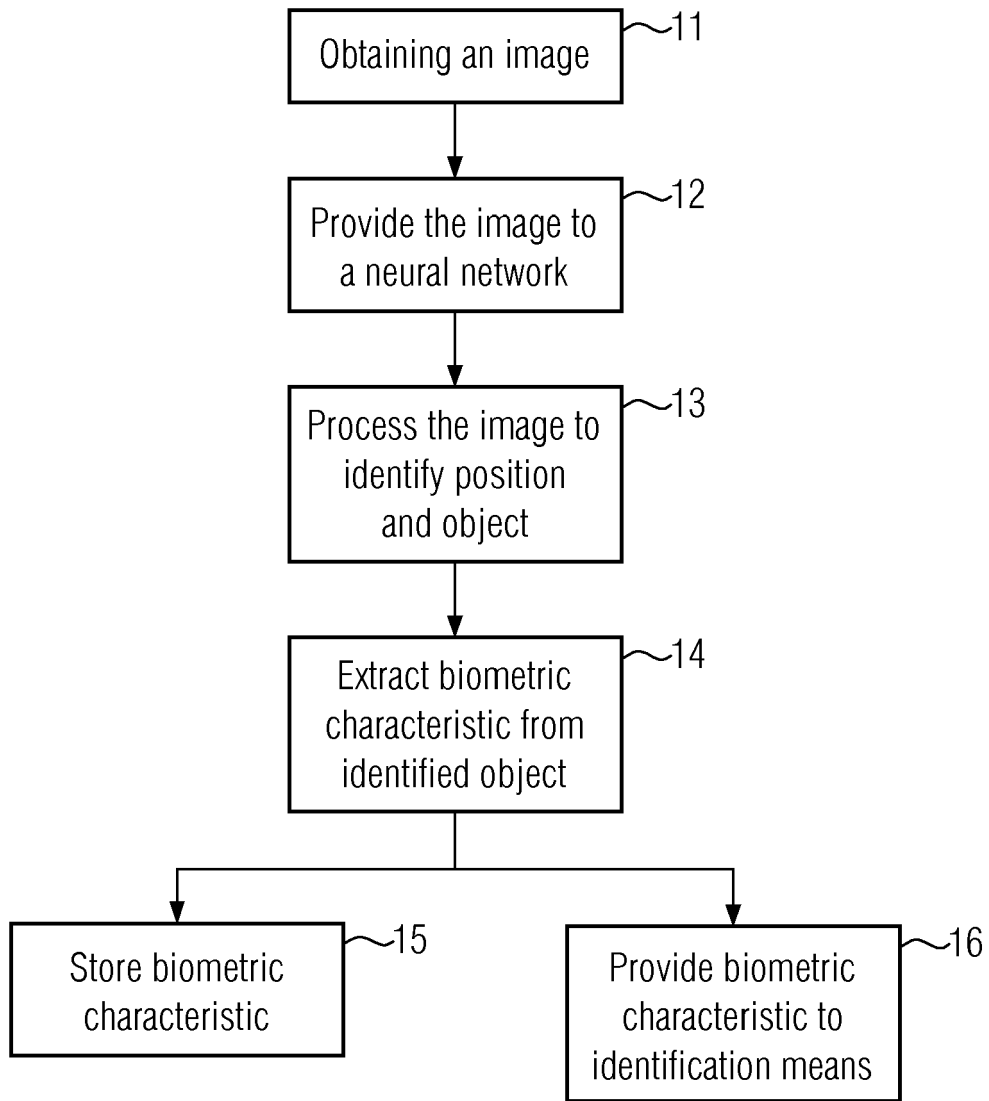 Obtaining an image
11
Provide the image to
a neural network
12
Process the image to
identify position
and object
13
Extract biometric
characteristic from
identified object
14
Store biometric
characteristic
15
Provide biometric
characteristic to
identification means
16